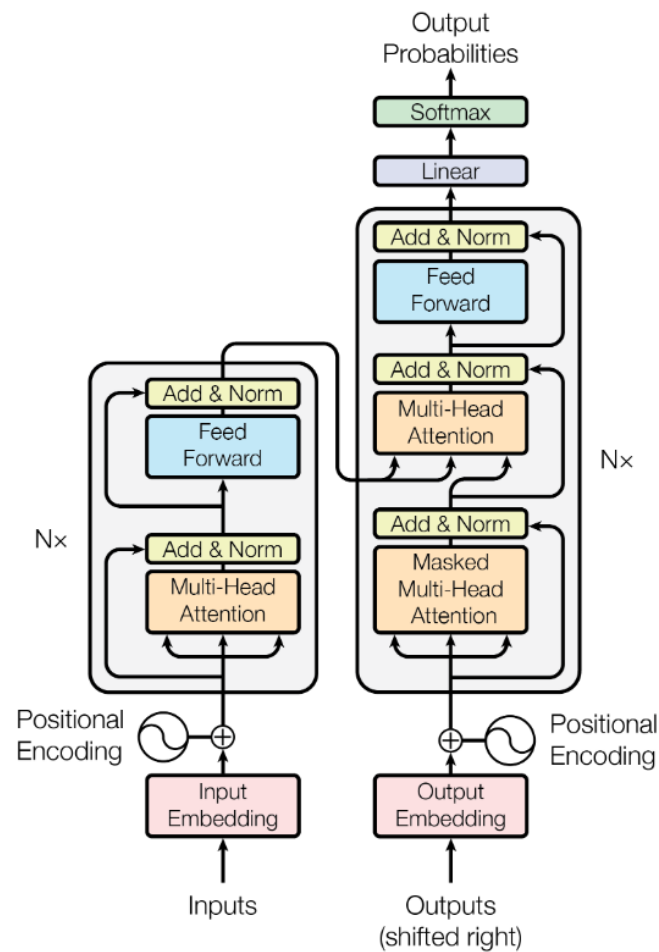 Output
Probabilities
Softmax
Linear
Add & Norm
Feed
Forward
Add & Norm
Multi-Head
Attention
Add & Norm
Masked
Multi-Head
Attention
Nx
Add & Norm
Feed
Forward
Add & Norm
Multi-Head
Attention
Nx
Positional
Encoding
Positional
Encoding
Input
Embedding
Output
Embedding
Inputs
Outputs
(shifted right)